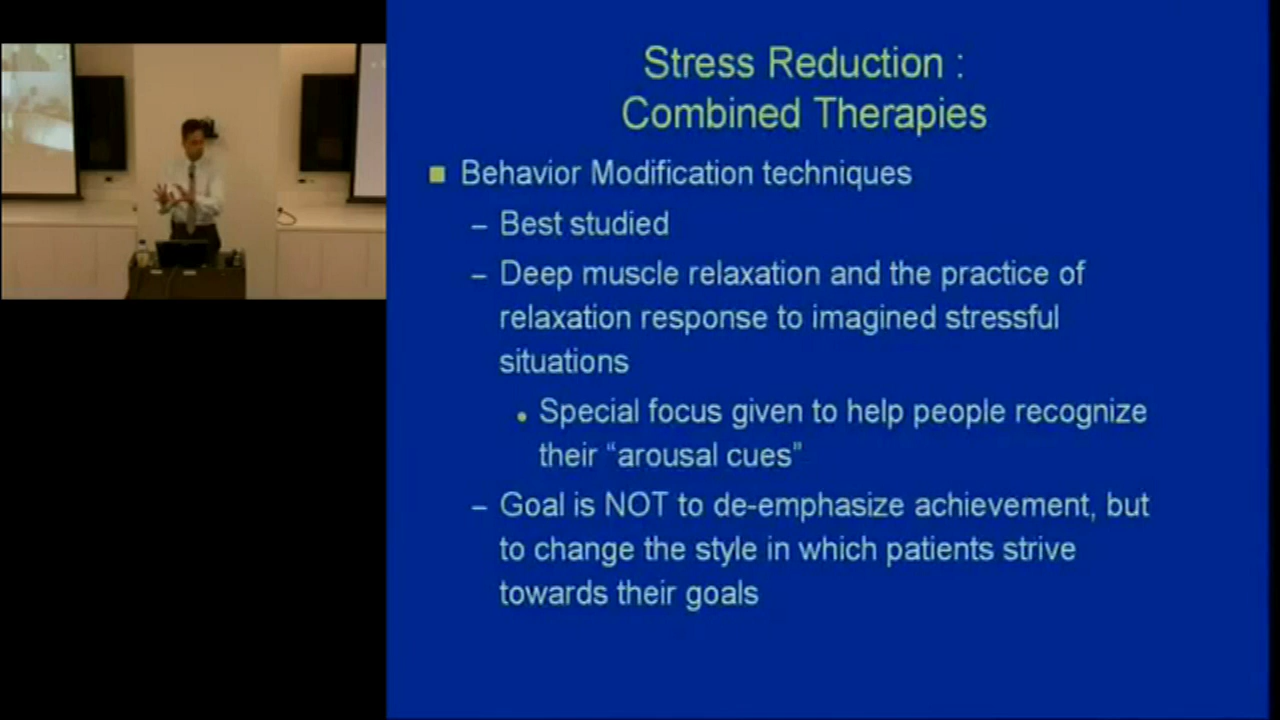 Stress Reduction :
Combined Therapies
Behavior Modification techniques
– Best studied
– Deep muscle relaxation and the practice of
relaxation response to imagined stressful
situations
• Special focus given to help people recognize
their “arousal cues”
– Goal is NOT to de-emphasize achievement, but
to change the style in which patients strive
towards their goals